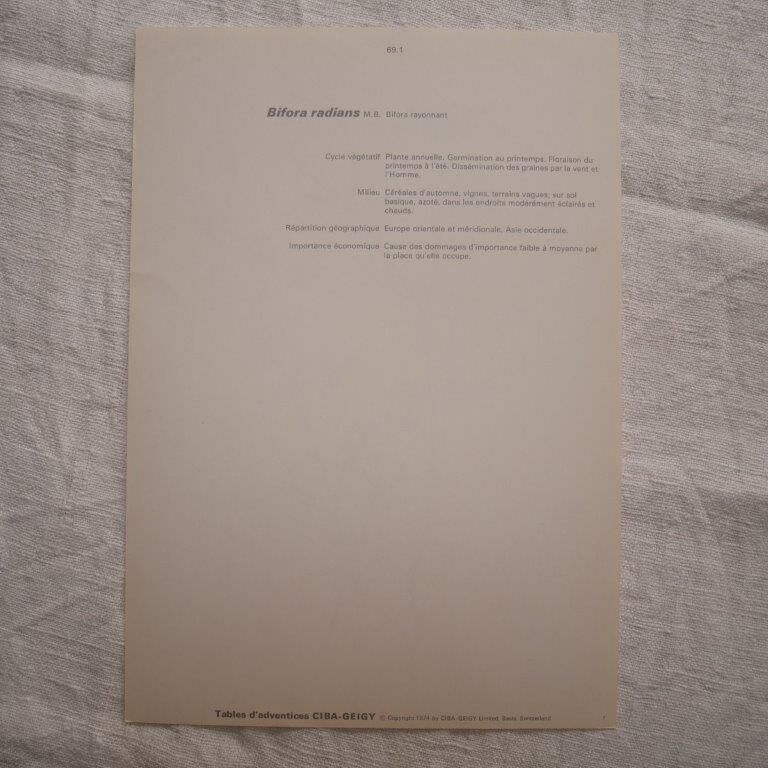 69.1
Bifora radians M.B. Bifora rayonnant
Cycle végétatif Plante annuelle. Germination au printemps. Floraison du
printemps à l'été. Dissémination des graines par le vent et
l'Homme.
Milieu Céréales d'automne, vignes, terrains vagues; sur sol
basique, azoté, dans les endroits modérément éclairés et
chauds.
Répartition géographique Europe orientale et méridionale, Asie occidentale.
Importance économique Cause des dommages d'importance faible à moyenne par
la place qu'elle occupe.
Tables d'adventices CIBA-GEIGY © Copyright 1974 by CIBA-GEIGY Limited, Basle, Switzerland